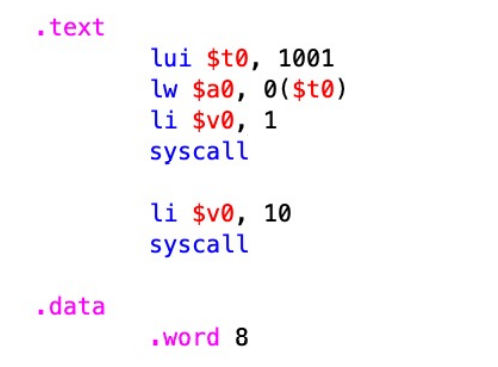 .text
lui $t0, 1001
lw $a0, 0($t0)
li $v0, 1
syscall
li $v0, 10
syscall
.data
.word 8